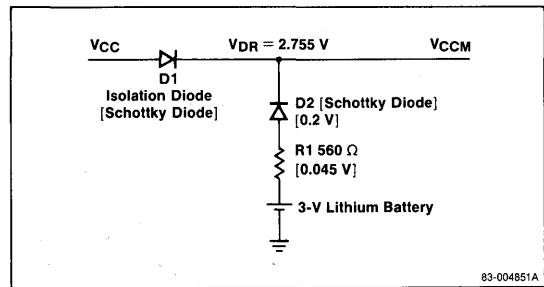 VCC
VDR = 2.755 V
VCCM
D1
Isolation Diode
[Schottky Diode]
D2 [Schottky Diode]
[0.2 V]
R1 560 Ω
[0.045 V]
3-V Lithium Battery
83-004851A